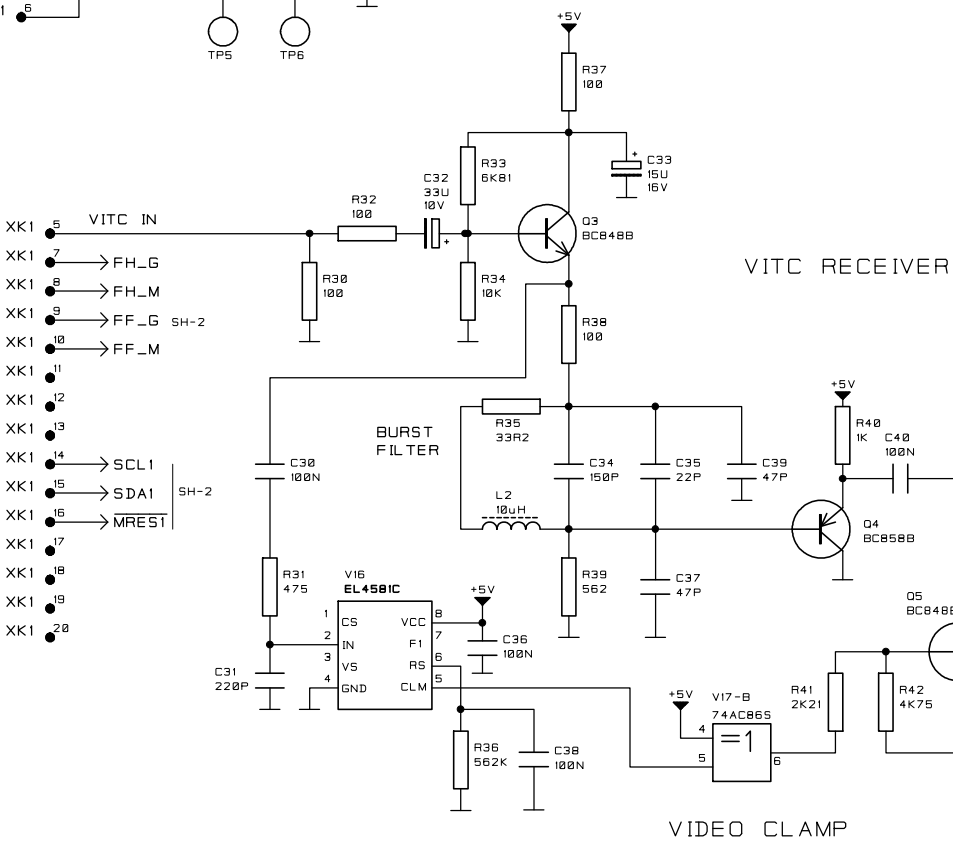 1 6
TP5
TP6
+5V
R37
100
R33
6K81
C33
15U
16V
C32
33U
10V
R32
100
Q3
BC848B
XK1 5 VITC IN
XK1 7 FH_G
XK1 8 FH_M
XK1 9 FF_G SH-2
XK1 10 FF_M
XK1 11
XK1 12
XK1 13
XK1 14 SCL1
XK1 15 SDA1 SH-2
XK1 16 MRES1
XK1 17
XK1 18
XK1 19
XK1 20
R30
100
R34
10K
VITC RECEIVER
R38
100
BURST
FILTER
R35
33R2
+5V
R40
1K
C40
100N
C30
100N
C34
150P
C35
22P
C39
47P
L2
10uH
Q4
BC858B
R31
475
V16
EL4581C
+5V
R39
562
C37
47P
Q5
BC848B
1 CS VCC 8
2 IN F1 7
3 VS RS 6
4 GND CLM 5
C36
100N
C31
220P
+5V
V17-B
74AC86S
4
=1
5
6
R41
2K21
R42
4K75
R36
562K
C38
100N
VIDEO CLAMP